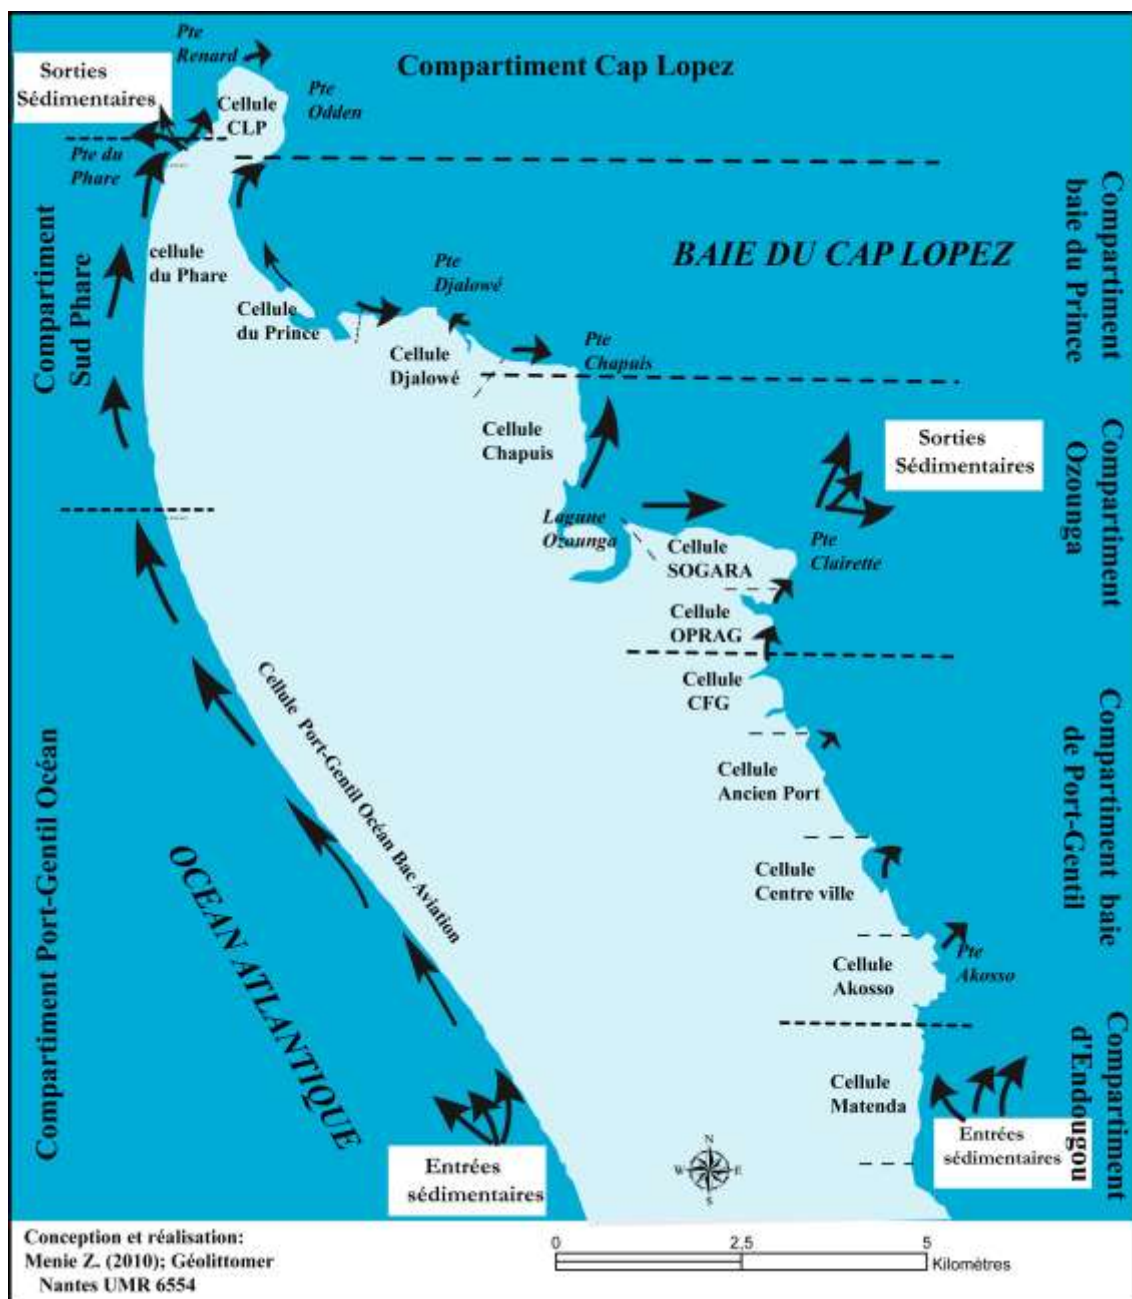 Pte
Renard
Compartiment Cap Lopez
Sorties
Sédimentaires
Cellule
CLP
Pte
Odden
Pte du
Phare
Compartiment
Sud Phare
cellule
du Phare
BAIE DU CAP LOPEZ
Compartiment
baie du Prince
Cellule
du Prince
Pte
Djalowé
Cellule
Djalowé
Pte
Chapuis
Cellule
Chapuis
Sorties
Sédimentaires
Compartiment
Ozounga
Lagune
Ozounga
Cellule
SOGARA
Pte
Clairette
Cellule
OPRAG
Cellule
CFG
Cellule Port-Gentil Océan Bac Aviation
Compartiment Port-Gentil Océan
OCEAN ATLANTIQUE
Cellule
Ancien Port
Compartiment baie
de Port-Gentil
Cellule
Centre ville
Cellule
Akosso
Pte
Akosso
Cellule
Matenda
Compartiment
d'Endougou
Entrées
sédimentaires
Entrées
sédimentaires
N
W E
S
Conception et réalisation:
Menie Z. (2010); Géolittomer
Nantes UMR 6554
0 2,5 5
Kilomètres